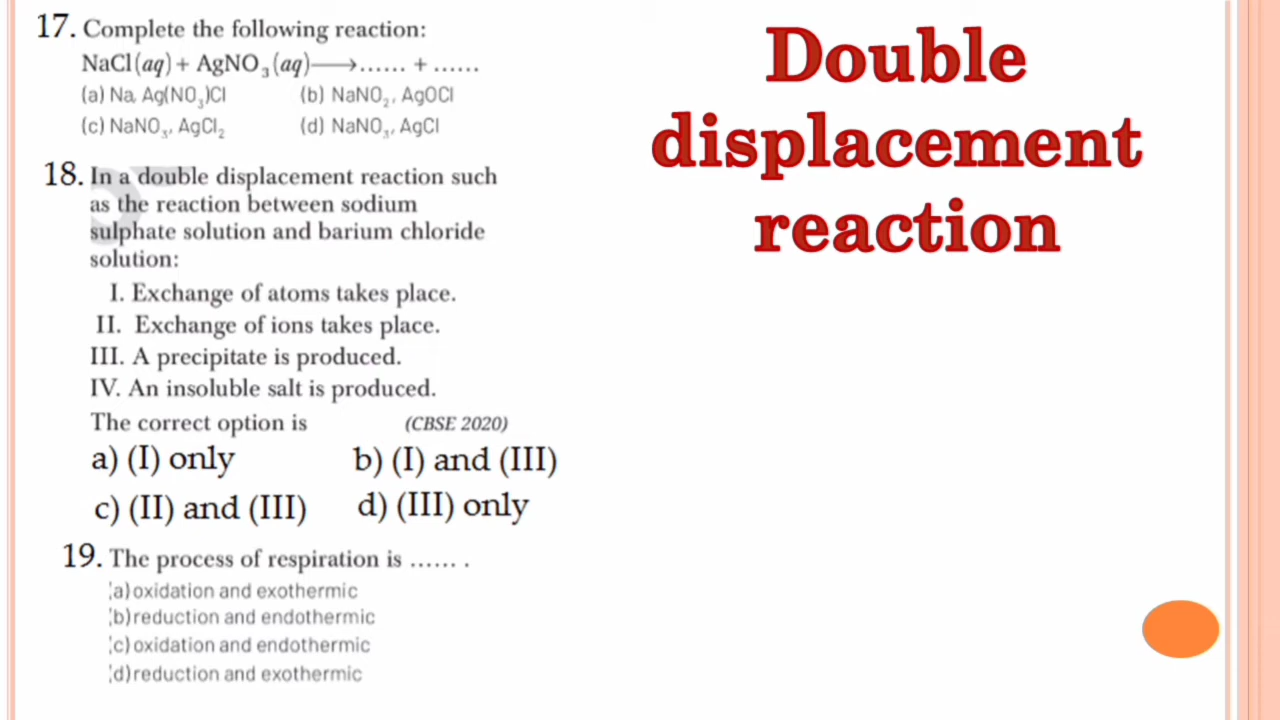 17. Complete the following reaction:
NaCl(aq) + AgNO₃(aq)⟶...... + ......
(a) Na, Ag(NO₃)Cl (b) NaNO₂, AgOCl
(c) NaNO₃, AgCl₂ (d) NaNO₃, AgCl
18. In a double displacement reaction such
as the reaction between sodium
sulphate solution and barium chloride
solution:
I. Exchange of atoms takes place.
II. Exchange of ions takes place.
III. A precipitate is produced.
IV. An insoluble salt is produced.
The correct option is (CBSE 2020)
a) (I) only b) (I) and (III)
c) (II) and (III) d) (III) only
19. The process of respiration is ...... .
(a) oxidation and exothermic
(b) reduction and endothermic
(c) oxidation and endothermic
(d) reduction and exothermic
Double
displacement
reaction